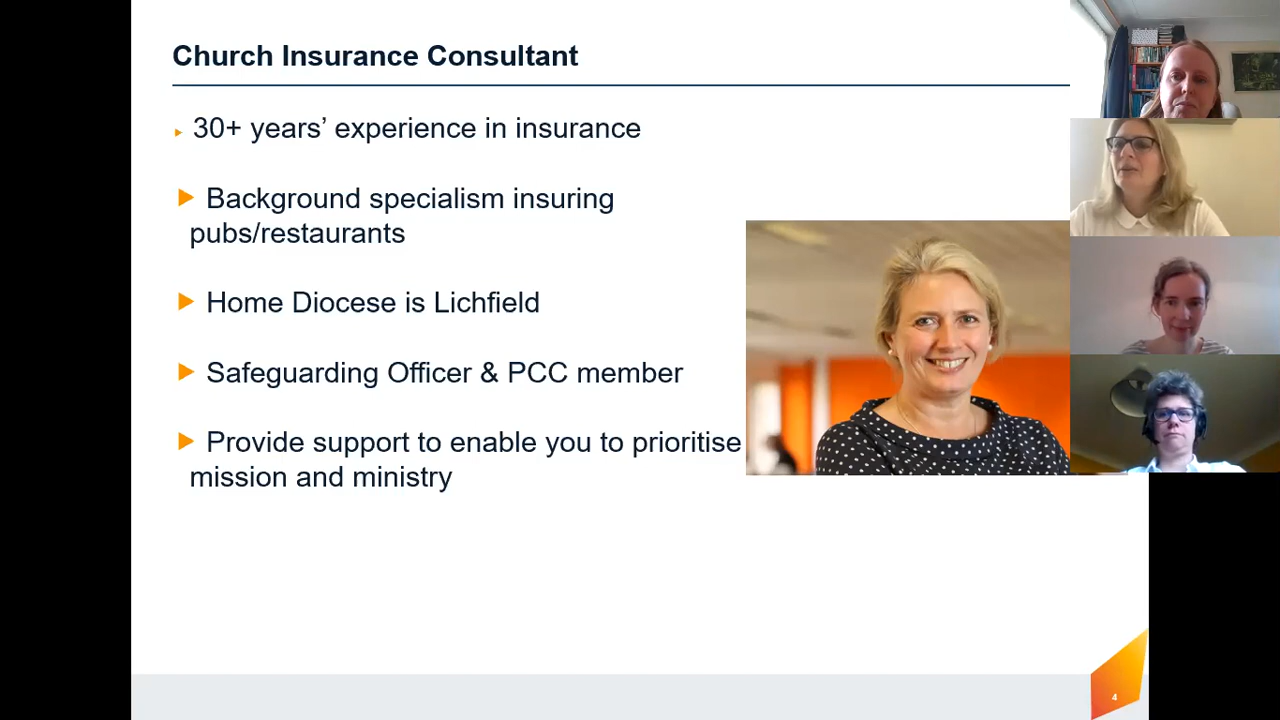 Church Insurance Consultant
30+ years’ experience in insurance
Background specialism insuring
pubs/restaurants
Home Diocese is Lichfield
Safeguarding Officer & PCC member
Provide support to enable you to prioritise
mission and ministry
4